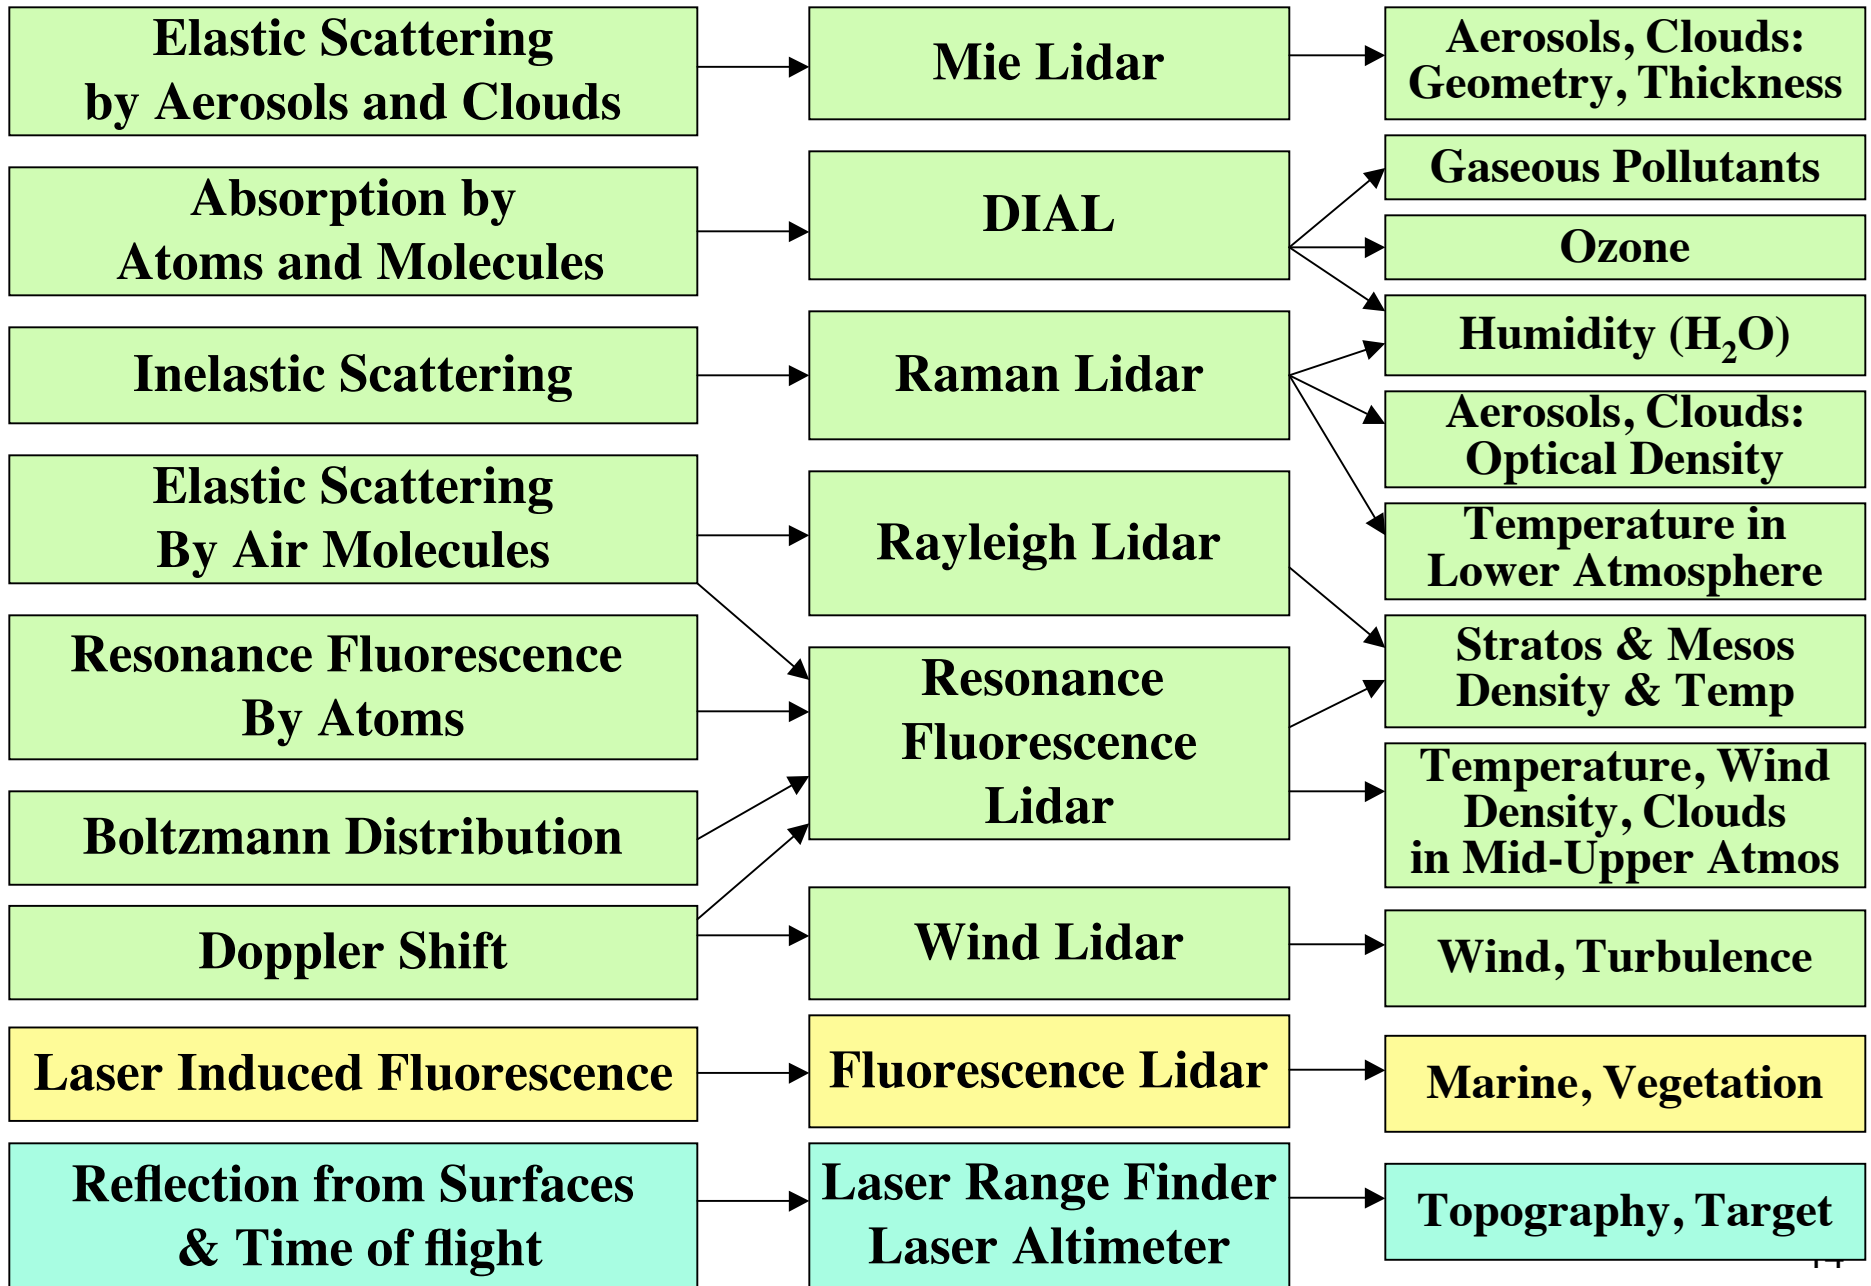 Elastic Scattering
by Aerosols and Clouds
Mie Lidar
Aerosols, Clouds:
Geometry, Thickness
Absorption by
Atoms and Molecules
DIAL
Gaseous Pollutants
Ozone
Humidity (H₂O)
Inelastic Scattering
Raman Lidar
Aerosols, Clouds:
Optical Density
Temperature in
Lower Atmosphere
Elastic Scattering
By Air Molecules
Rayleigh Lidar
Stratos & Mesos
Density & Temp
Resonance Fluorescence
By Atoms
Resonance
Fluorescence
Lidar
Temperature, Wind
Density, Clouds
in Mid-Upper Atmos
Boltzmann Distribution
Doppler Shift
Wind Lidar
Wind, Turbulence
Laser Induced Fluorescence
Fluorescence Lidar
Marine, Vegetation
Reflection from Surfaces
& Time of flight
Laser Range Finder
Laser Altimeter
Topography, Target